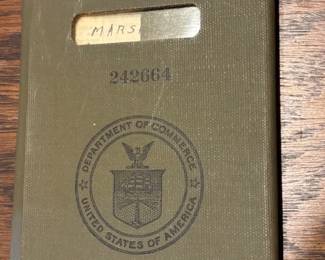 MARS
242664
DEPARTMENT OF COMMERCE
UNITED STATES OF AMERICA